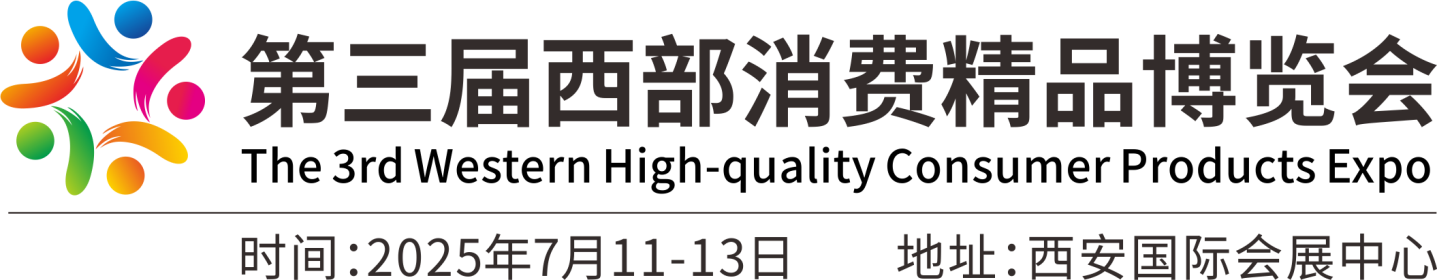 第三届西部消费精品博览会
The 3rd Western High-quality Consumer Products Expo
时间:2025年7月11-13日 地址:西安国际会展中心